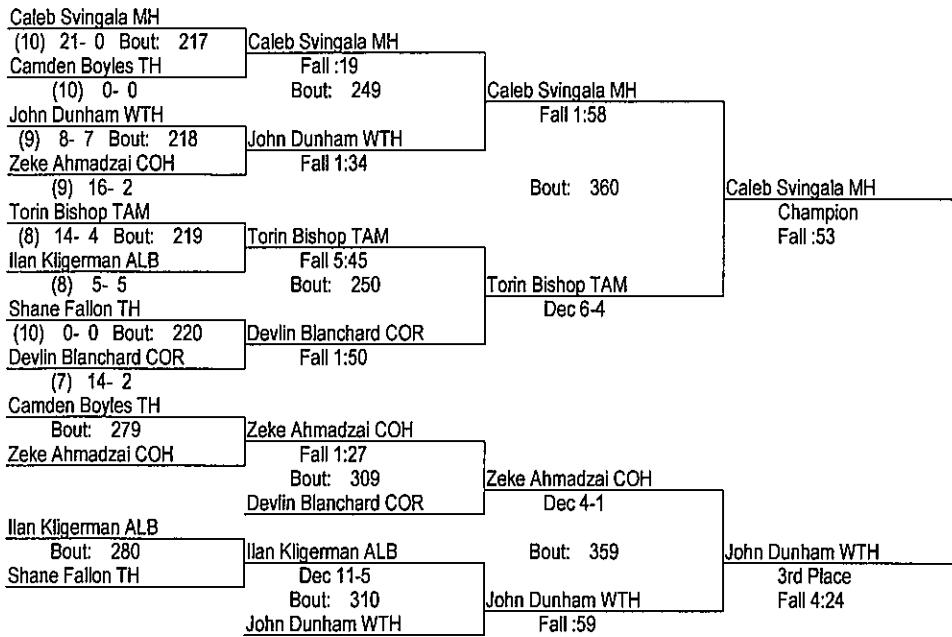 Caleb Svingala MH
(10) 21- 0 Bout: 217
Camden Boyles TH
(10) 0- 0
John Dunham WTH
(9) 8- 7 Bout: 218
Zeke Ahmadzai COH
(9) 16- 2
Torin Bishop TAM
(8) 14- 4 Bout: 219
Ilan Kligerman ALB
(8) 5- 5
Shane Fallon TH
(10) 0- 0 Bout: 220
Devlin Blanchard COR
(7) 14- 2
Caleb Svingala MH
Fall :19
Bout: 249
John Dunham WTH
Fall 1:34
Torin Bishop TAM
Fall 5:45
Bout: 250
Devlin Blanchard COR
Fall 1:50
Caleb Svingala MH
Fall 1:58
Bout: 360
Torin Bishop TAM
Dec 6-4
Caleb Svingala MH
Champion
Fall :53
Camden Boyles TH
Bout: 279
Zeke Ahmadzai COH
Ilan Kligerman ALB
Bout: 280
Shane Fallon TH
Zeke Ahmadzai COH
Fall 1:27
Bout: 309
Devlin Blanchard COR
Ilan Kligerman ALB
Dec 11-5
Bout: 310
John Dunham WTH
Zeke Ahmadzai COH
Dec 4-1
Bout: 359
John Dunham WTH
Fall :59
John Dunham WTH
3rd Place
Fall 4:24